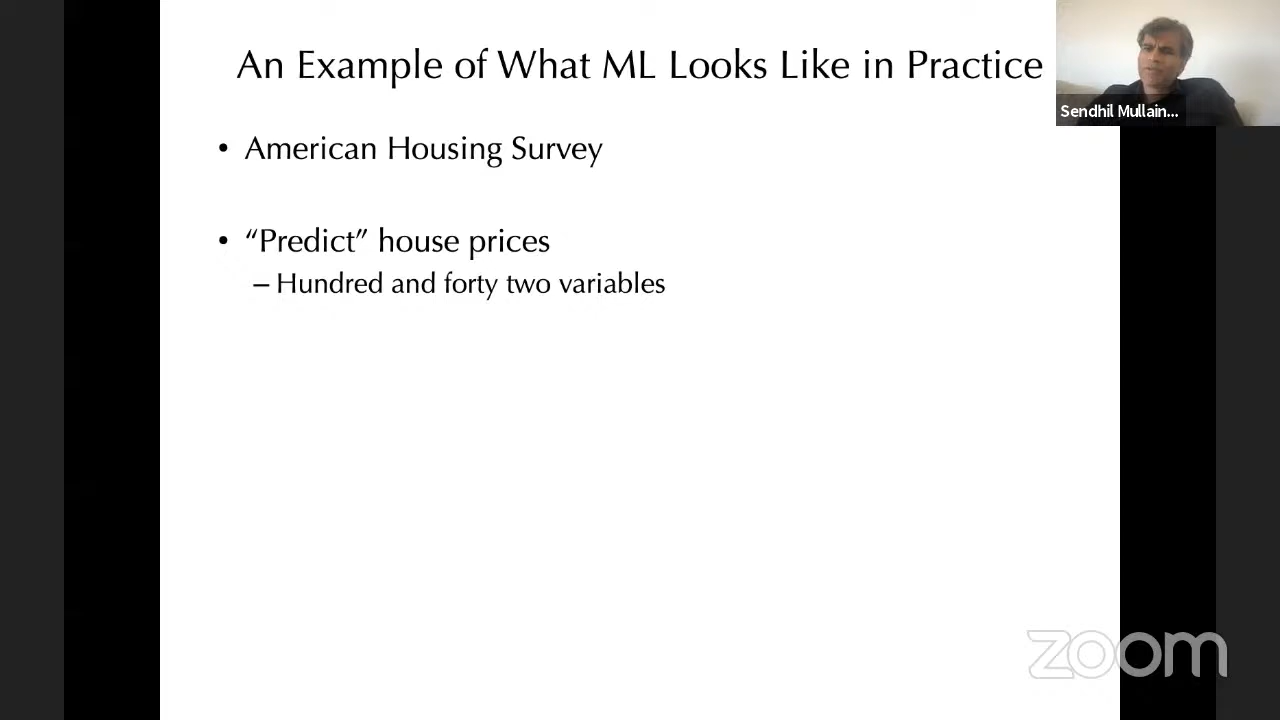 An Example of What ML Looks Like in Practice
Sendhil Mullain...
• American Housing Survey
• “Predict” house prices
– Hundred and forty two variables
zoom